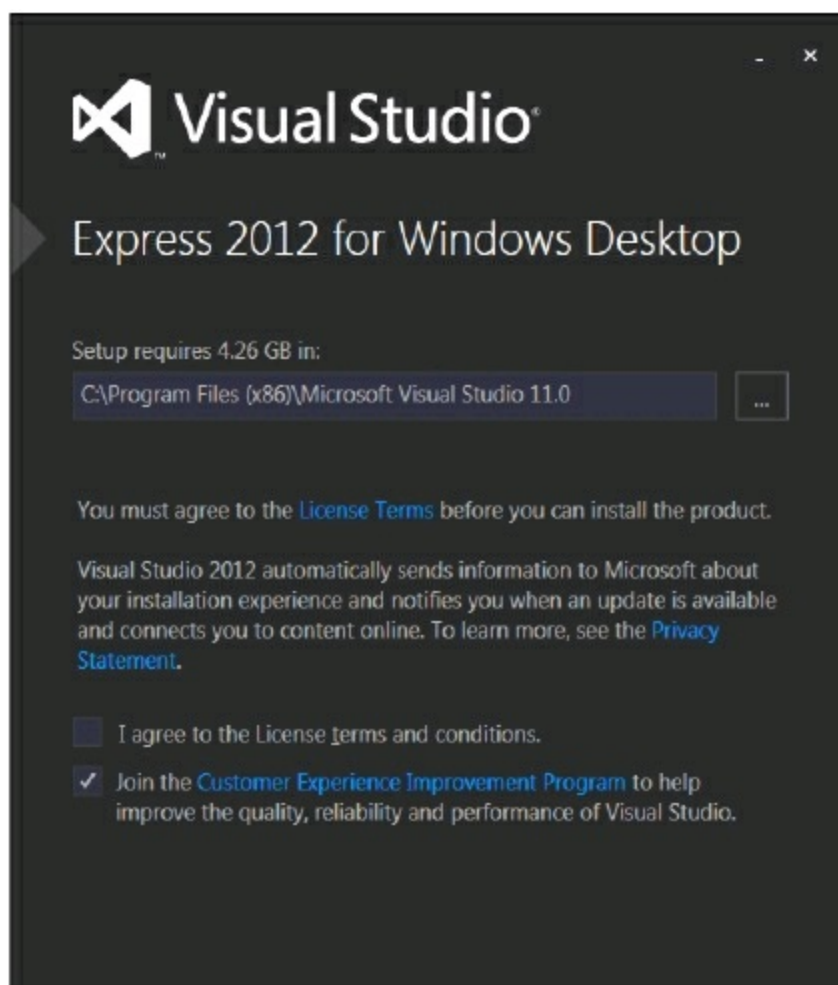 Visual Studio®
™
Express 2012 for Windows Desktop
Setup requires 4.26 GB in:
C:\Program Files (x86)\Microsoft Visual Studio 11.0
...
You must agree to the License Terms before you can install the product.
Visual Studio 2012 automatically sends information to Microsoft about
your installation experience and notifies you when an update is available
and connects you to content online. To learn more, see the Privacy
Statement.
I agree to the License terms and conditions.
Join the Customer Experience Improvement Program to help
improve the quality, reliability and performance of Visual Studio.